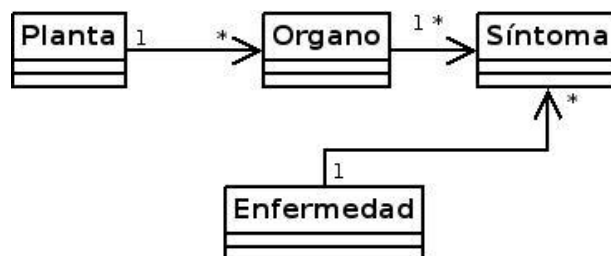 Planta
1
*
Organo
1 *
Síntoma
*
1
Enfermedad